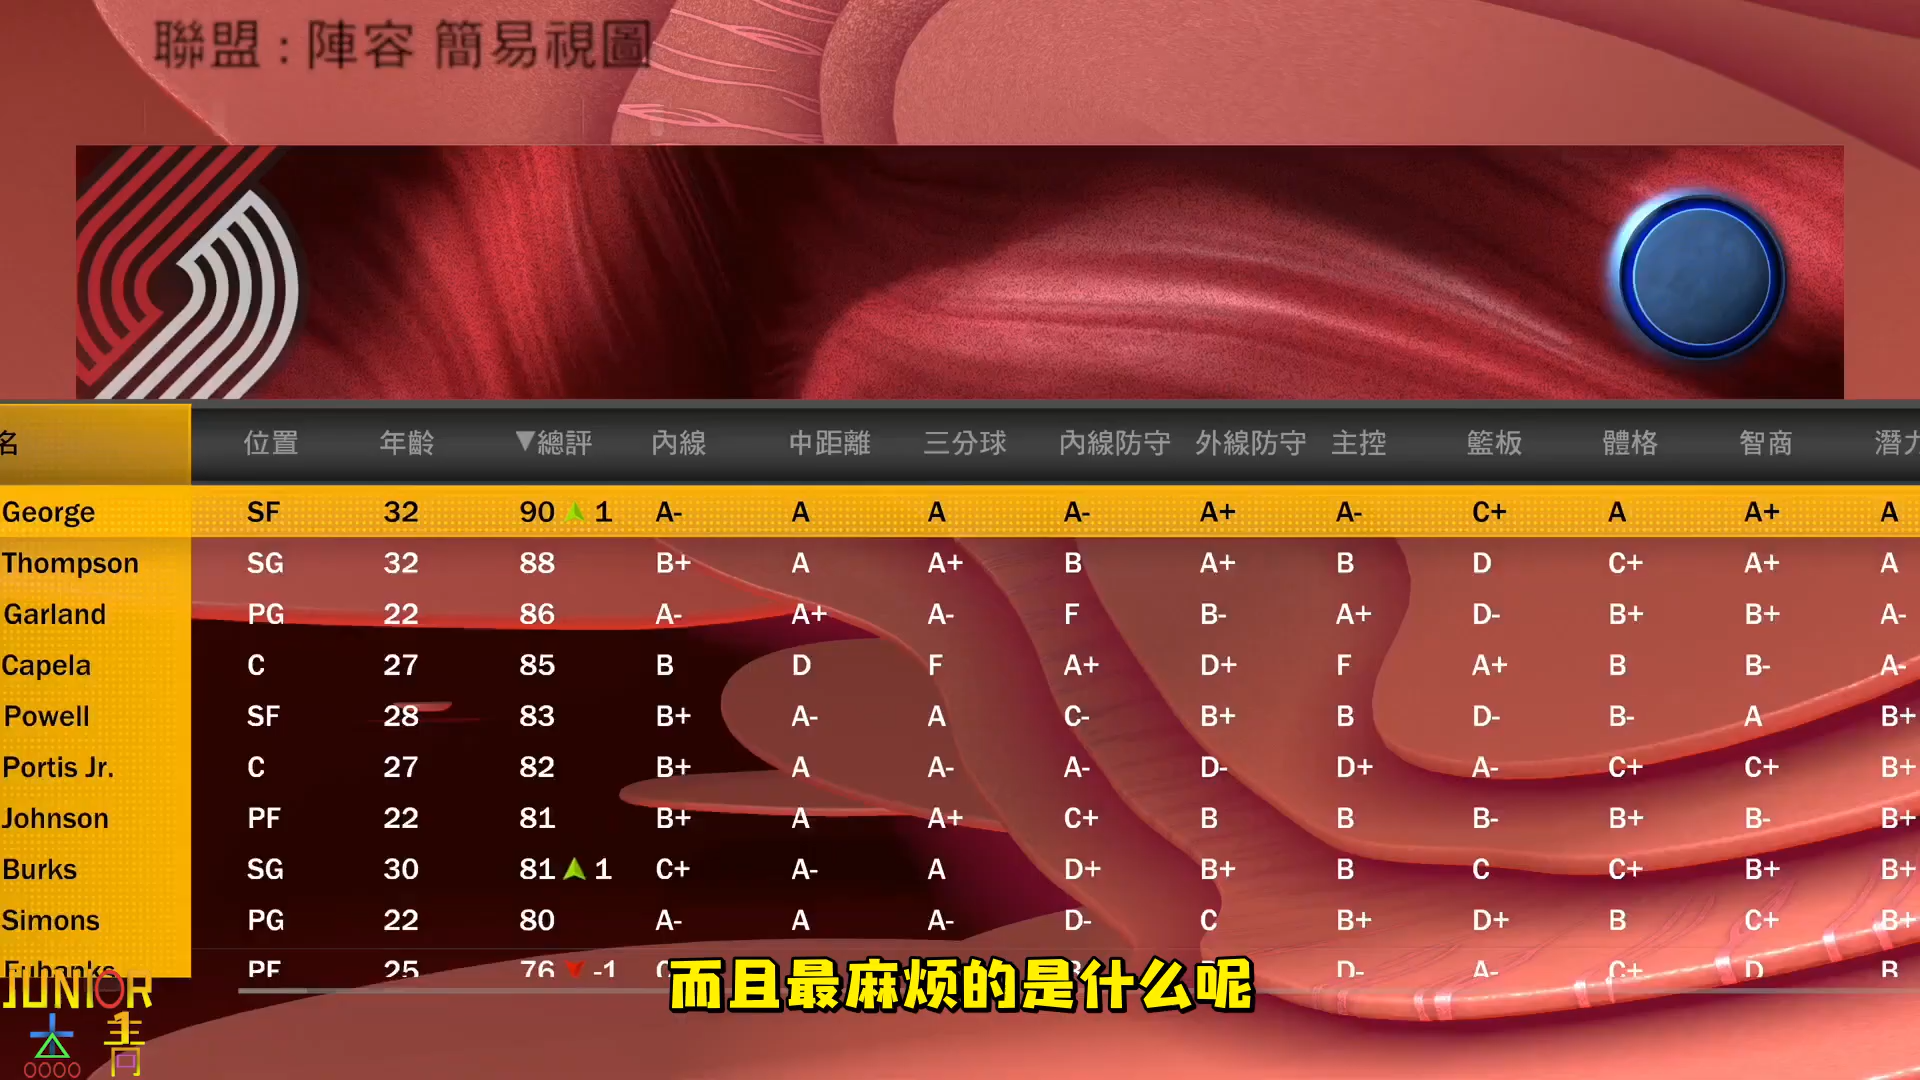 聯盟 : 陣容 簡易視圖
名 位置 年齡 ▼總評 內線 中距離 三分球 內線防守 外線防守 主控 籃板 體格 智商 潛力
George SF 32 90 ▲ 1 A- A A A- A+ A- C+ A A+ A
Thompson SG 32 88 B+ A A+ B A+ B D C+ A+ A
Garland PG 22 86 A- A+ A- F B- A+ D- B+ B+ A-
Capela C 27 85 B D F A+ D+ F A+ B B- A-
Powell SF 28 83 B+ A- A C- B+ B D- B- A B+
Portis Jr. C 27 82 B+ A A- A- D- D+ A- C+ C+ B+
Johnson PF 22 81 B+ A A+ C+ B B B- B+ B- B+
Burks SG 30 81 ▲ 1 C+ A- A D+ B+ B C C+ B+ B+
Simons PG 22 80 A- A A- D- C B+ D+ B C+ B+
Eubanks PF 25 76 ▼ -1 D- A- C+ D B
而且最麻烦的是什么呢
JUNIOR